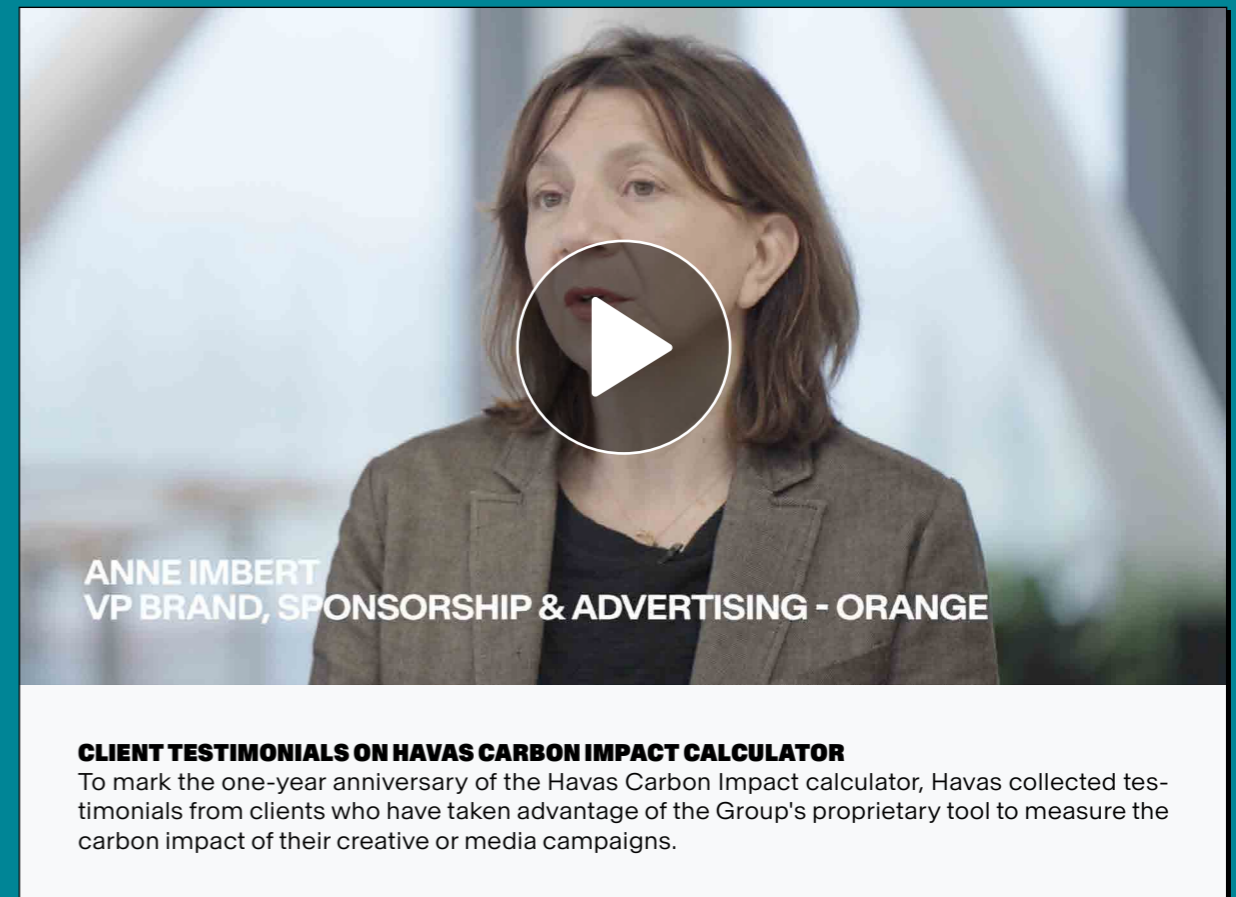 ANNE IMBERT
VP BRAND, SPONSORSHIP & ADVERTISING - ORANGE
CLIENT TESTIMONIALS ON HAVAS CARBON IMPACT CALCULATOR
To mark the one-year anniversary of the Havas Carbon Impact calculator, Havas collected tes-
timonials from clients who have taken advantage of the Group's proprietary tool to measure the
carbon impact of their creative or media campaigns.